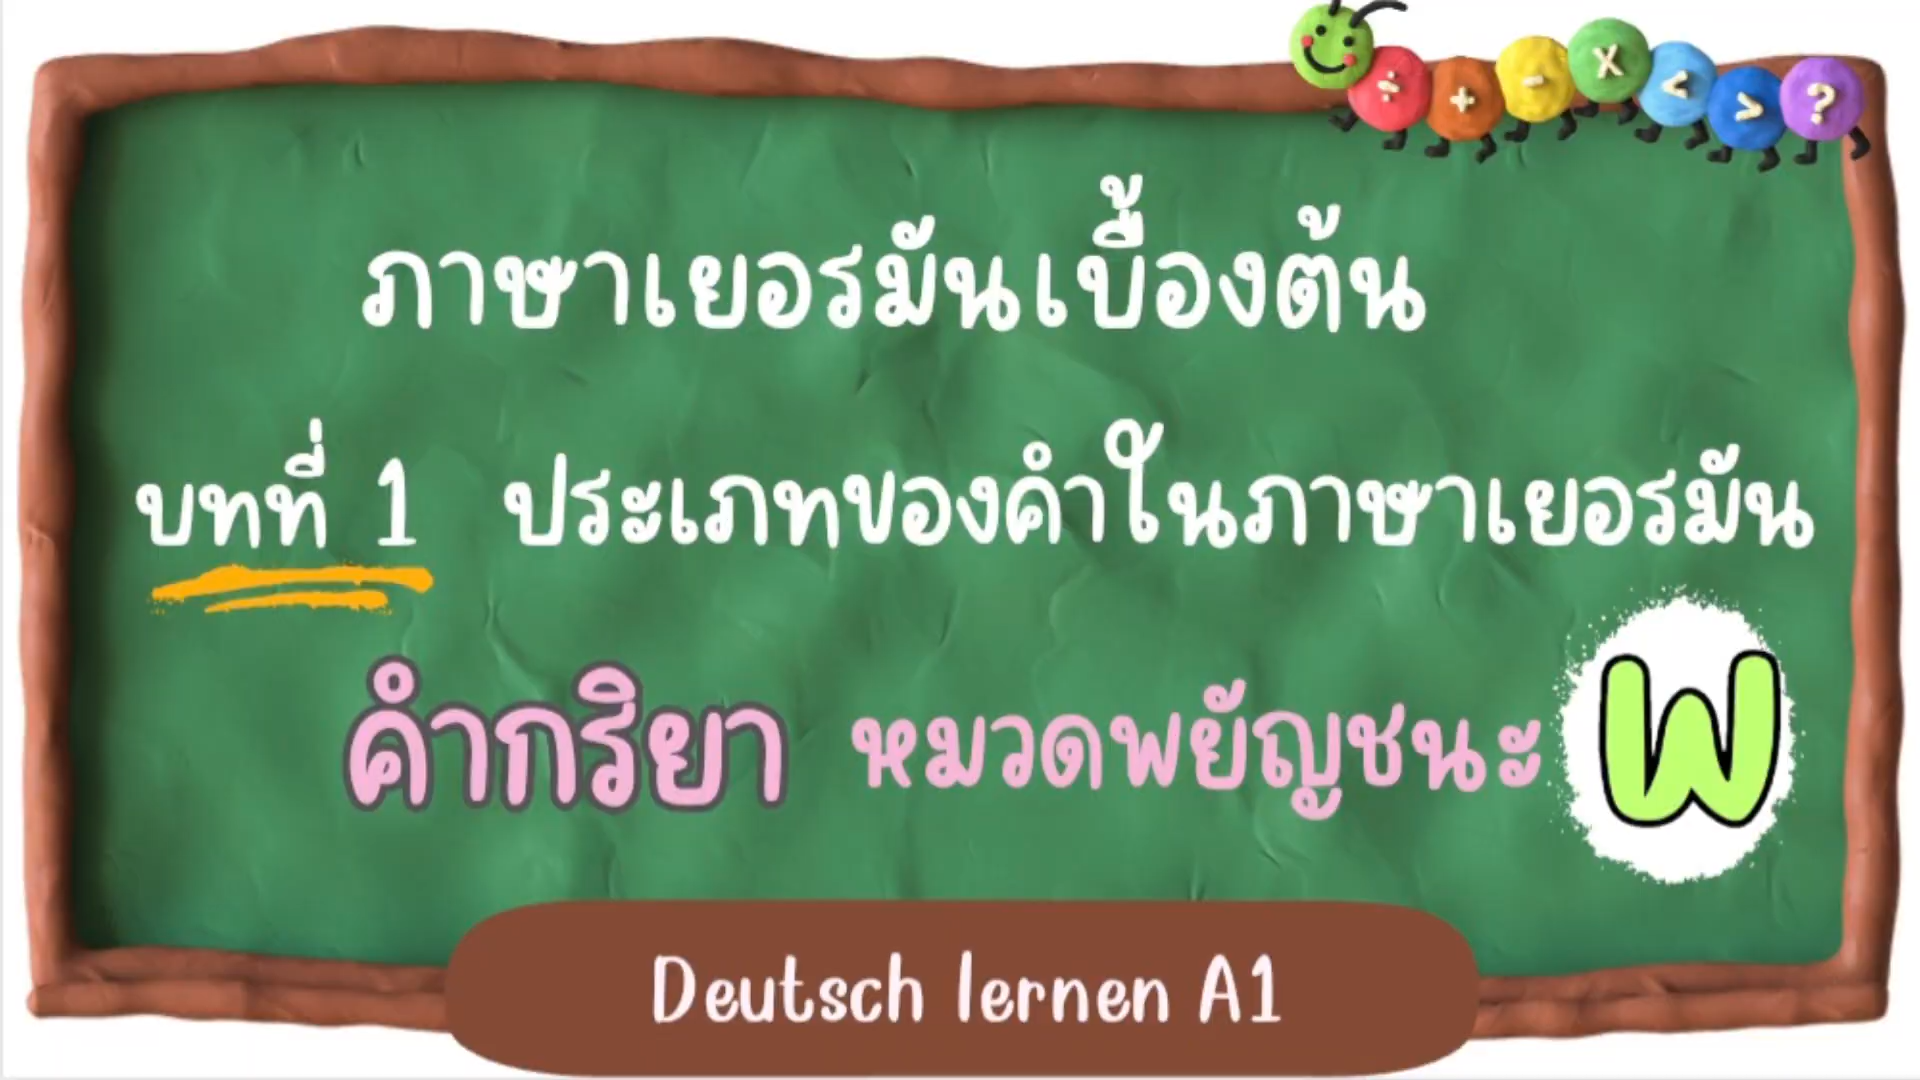 ภาษาเยอรมันเบื้องต้น
บทที่ 1 ประเภทของคำในภาษาเยอรมัน
คำกริยา หมวดพยัญชนะ W
Deutsch lernen A1
÷ + - x < > ?